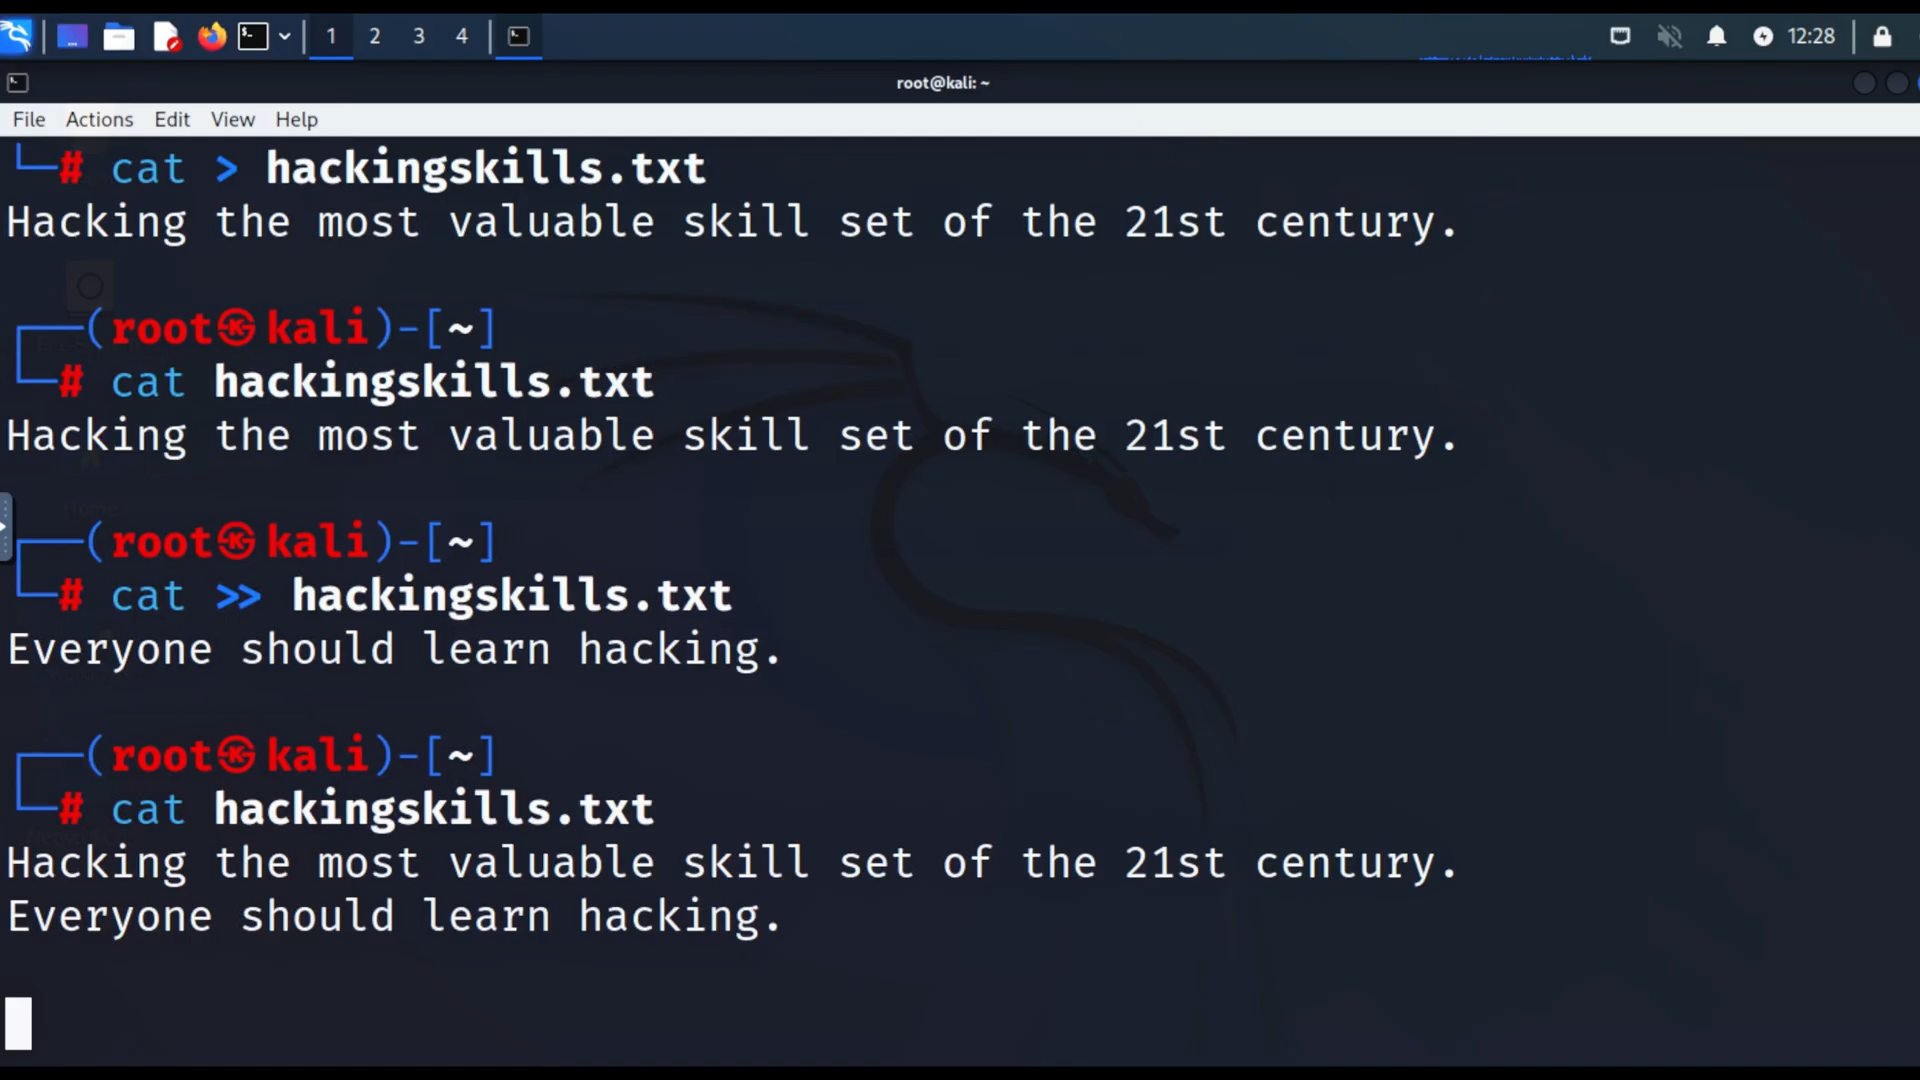 1 2 3 4
12:28
root@kali: ~
File Actions Edit View Help
└─# cat > hackingskills.txt
Hacking the most valuable skill set of the 21st century.
┌──(root㉿kali)-[~]
└─# cat hackingskills.txt
Hacking the most valuable skill set of the 21st century.
┌──(root㉿kali)-[~]
└─# cat >> hackingskills.txt
Everyone should learn hacking.
┌──(root㉿kali)-[~]
└─# cat hackingskills.txt
Hacking the most valuable skill set of the 21st century.
Everyone should learn hacking.